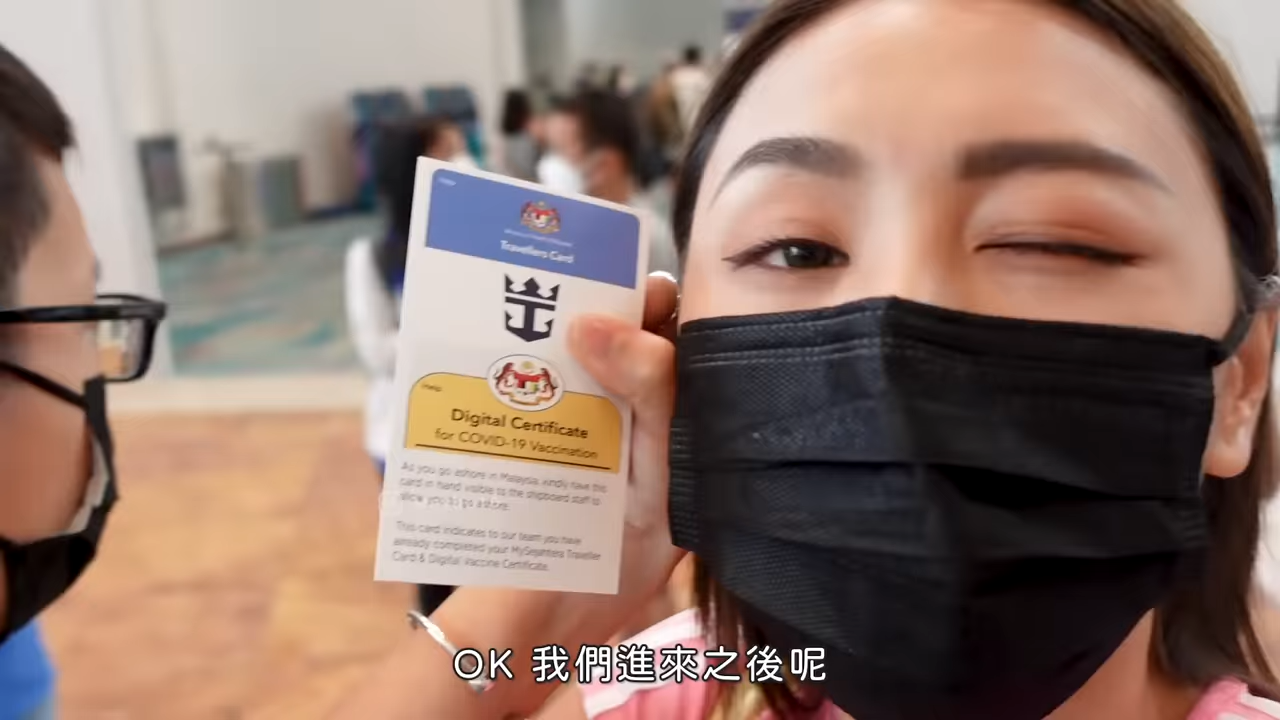 Help
Travellers Card
Help
Digital Certificate
for COVID-19 Vaccination
As you go ashore in Malaysia, kindly have this
card in hand visible to the shipboard staff to
allow you to go ashore.
This card indicates to our team you have
already completed your MySejahtera Traveller
Card & Digital Vaccine Certificate.
OK 我們進來之後呢